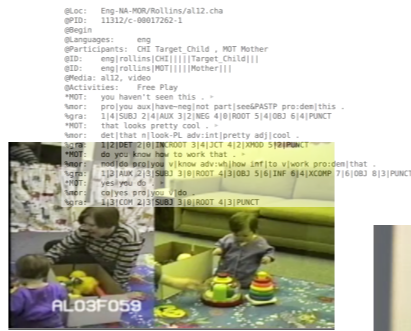 @Loc: Eng-NA-MOR/Rollins/al12.cha
@PID: 11312/c-00017262-1
@Begin
@Languages: eng
@Participants: CHI Target_Child , MOT Mother
@ID: eng|rollins|CHI|||||Target_Child|||
@ID: eng|rollins|MOT|||||Mother|||
@Media: al12, video
@Activities: Free Play
*MOT: you haven't seen this .
%mor: pro|you aux|have~neg|not part|see&PASTP pro:dem|this .
%gra: 1|4|SUBJ 2|4|AUX 3|2|NEG 4|0|ROOT 5|4|OBJ 6|4|PUNCT
*MOT: that looks pretty cool .
%mor: det|that n|look-PL adv:int|pretty adj|cool .
%gra: 1|2|DET 2|0|INCROOT 3|4|JCT 4|2|XMOD 5|2|PUNCT
*MOT: do you know how to work that .
%mor: mod|do pro|you v|know adv:wh|how inf|to v|work pro:dem|that .
%gra: 1|3|AUX 2|3|SUBJ 3|0|ROOT 4|3|OBJ 5|6|INF 6|4|XCOMP 7|6|OBJ 8|3|PUNCT
*MOT: yes you do
%mor: co|yes pro|you v|do .
%gra: 1|3|COM 2|3|SUBJ 3|0|ROOT 4|3|PUNCT
AL03F059